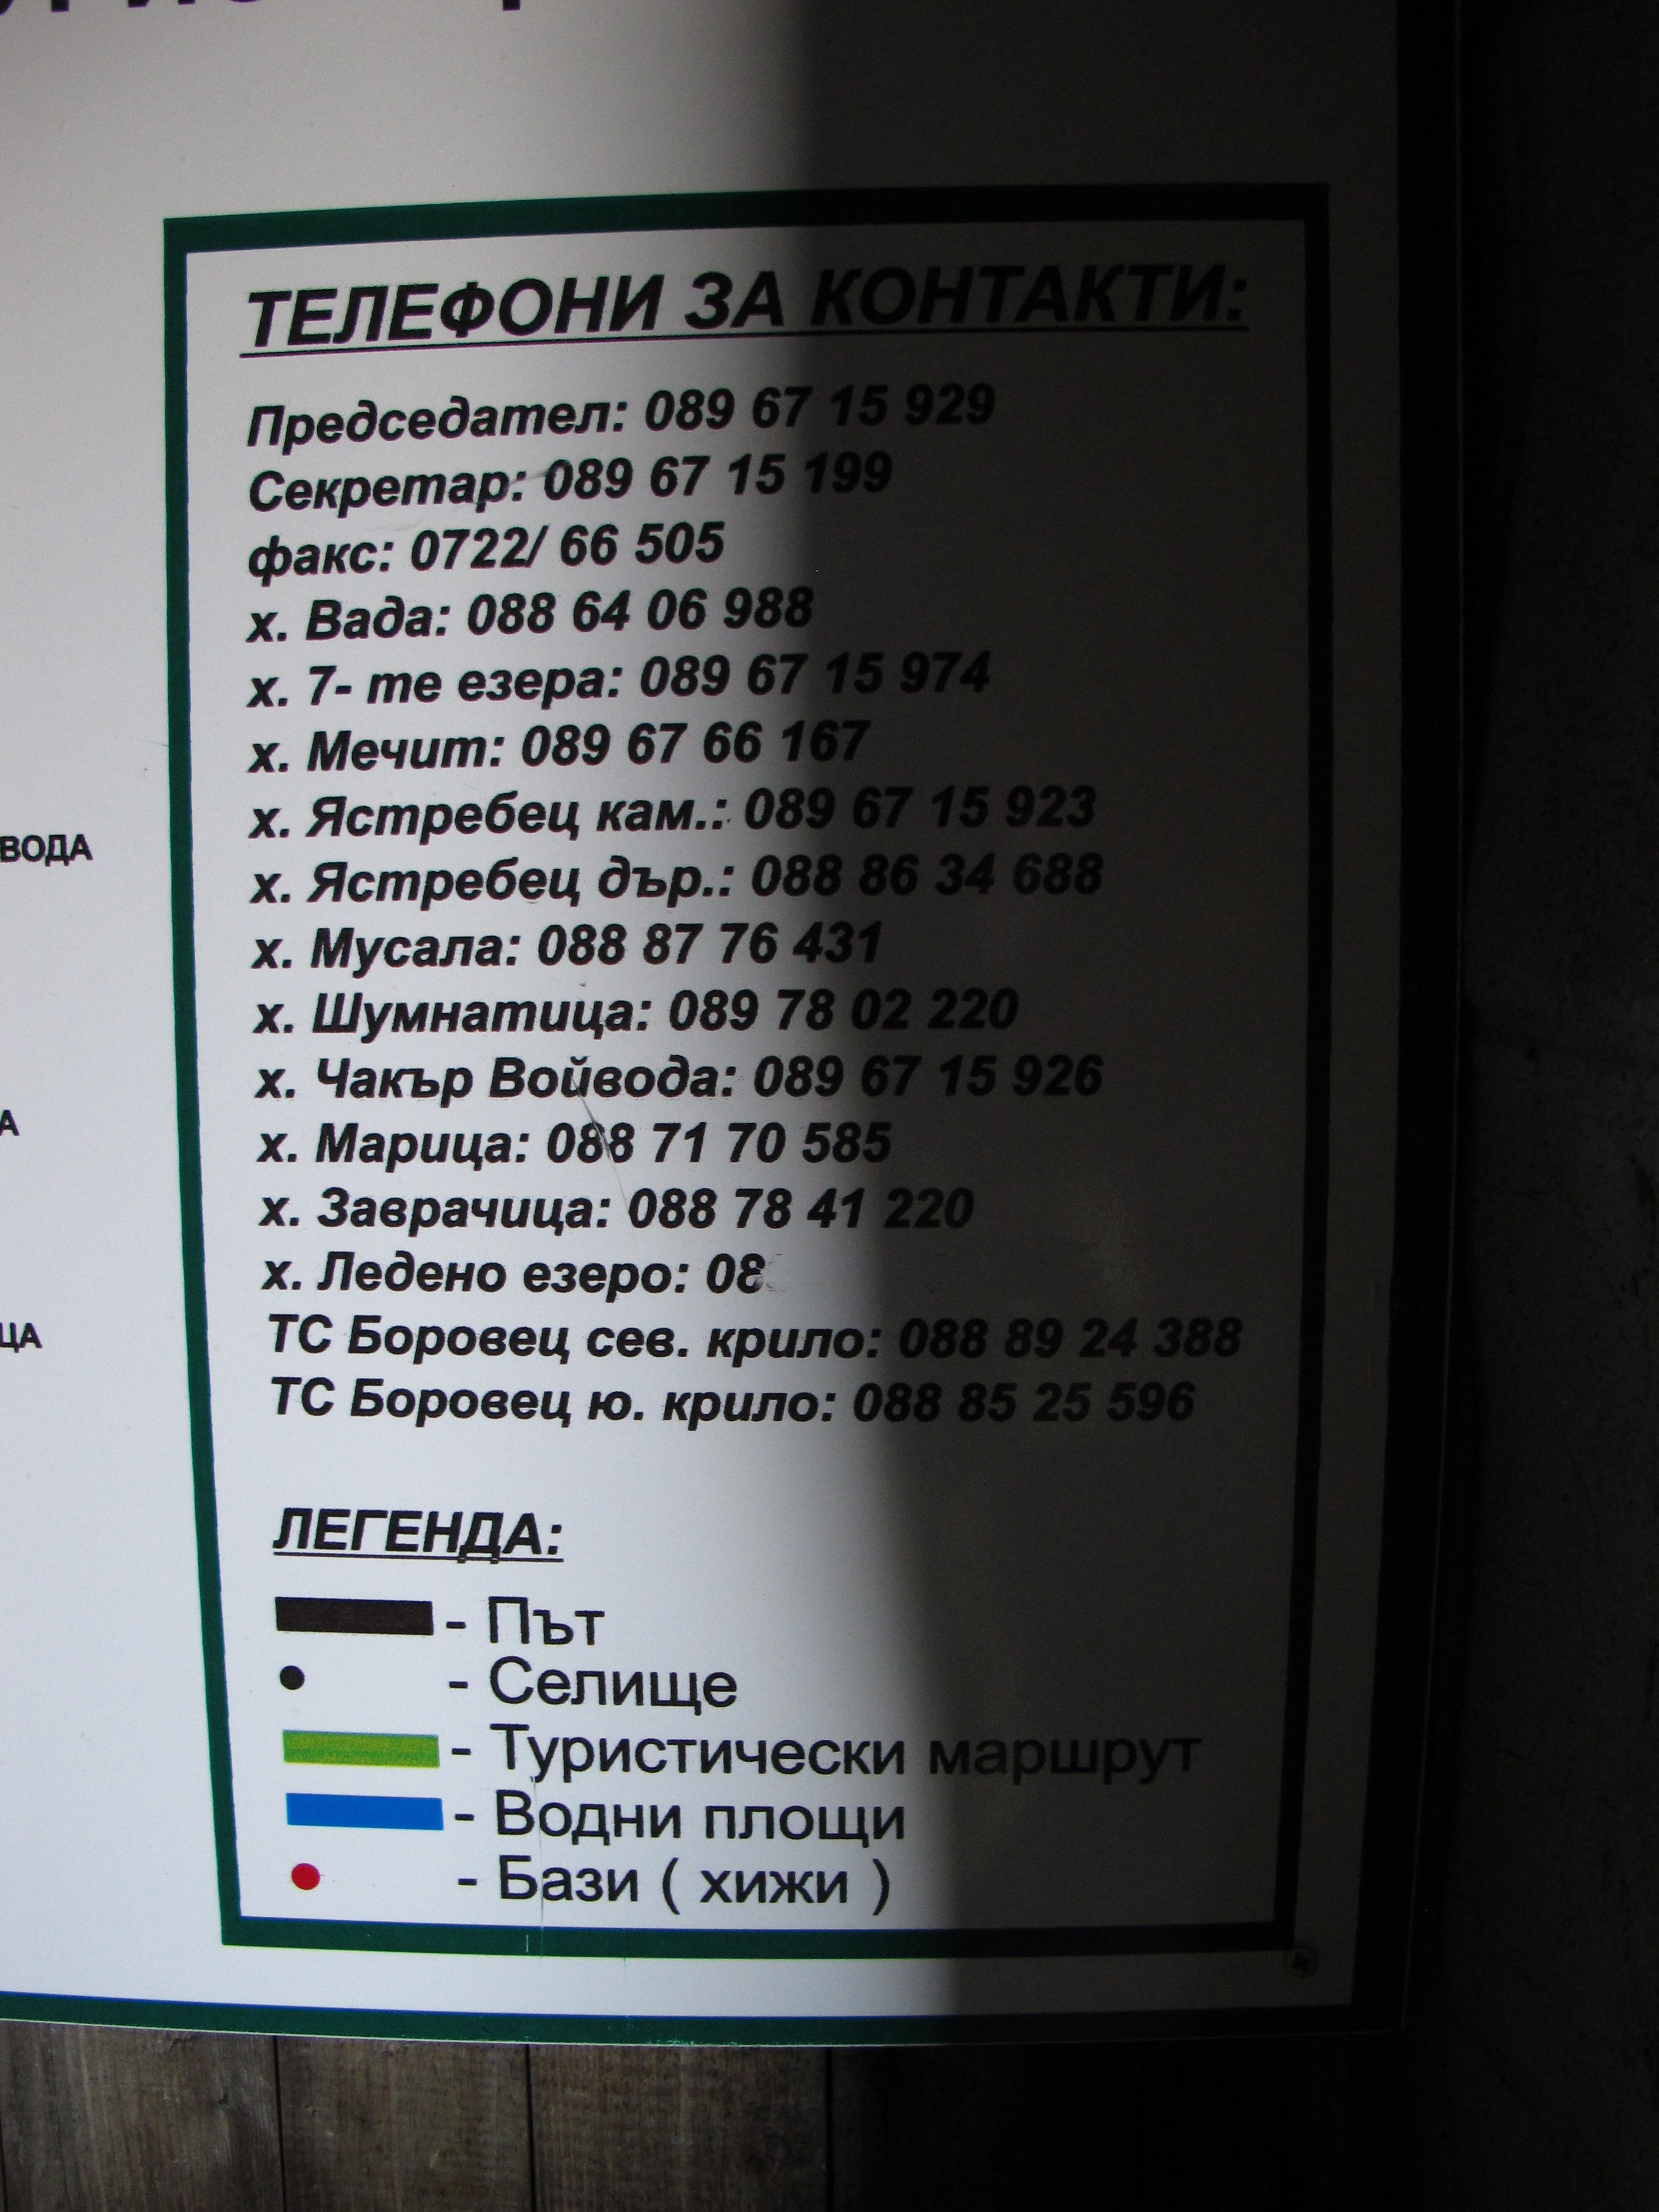 ТЕЛЕФОНИ ЗА КОНТАКТИ:
Председател: 089 67 15 929
Секретар: 089 67 15 199
факс: 0722/ 66 505
х. Вада: 088 64 06 988
х. 7- те езера: 089 67 15 974
х. Мечит: 089 67 66 167
х. Ястребец кам.: 089 67 15 923
х. Ястребец дър.: 088 86 34 688
х. Мусала: 088 87 76 431
х. Шумнатица: 089 78 02 220
х. Чакър Войвода: 089 67 15 926
х. Марица: 088 71 70 585
х. Заврачица: 088 78 41 220
х. Ледено езеро: 08
ТС Боровец сев. крило: 088 89 24 388
ТС Боровец ю. крило: 088 85 25 596
ЛЕГЕНДА:
- Път
- Селище
- Туристически маршрут
- Водни площи
- Бази ( хижи )
ВОДА
А
ЦА